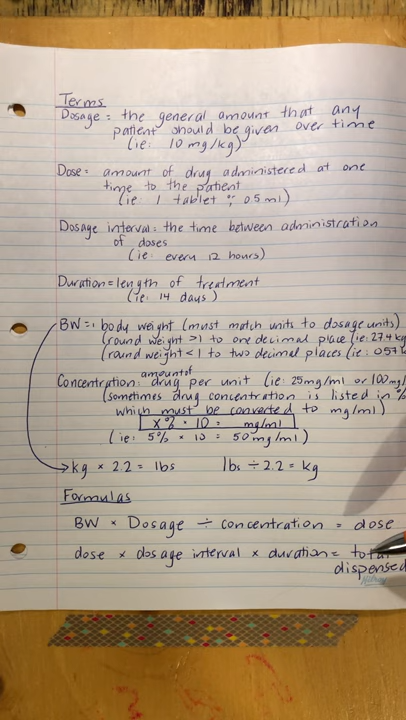 Terms
Dosage = the general amount that any
patient should be given over time
(ie: 10 mg/kg)
Dose = amount of drug administered at one
time to the patient
(ie: 1 tablet or 0.5 ml)
Dosage interval = the time between administration
of doses
(ie: every 12 hours)
Duration = length of treatment
(ie: 14 days)
BW = body weight (must match units to dosage units)
(round weight >1 to one decimal place (ie: 27.4 kg
(round weight <1 to two decimal places (ie: 0.57
amount of
Concentration: drug per unit (ie: 25mg/ml or 100 mg/
(sometimes drug concentration is listed in %
which must be converted to mg/ml)
X% · 10 = mg/ml
(ie: 5% × 10 = 50 mg/ml)
kg × 2.2 = lbs lbs ÷ 2.2 = kg
Formulas
BW × Dosage ÷ concentration = dose
dose × dosage interval × duration = total
dispensed